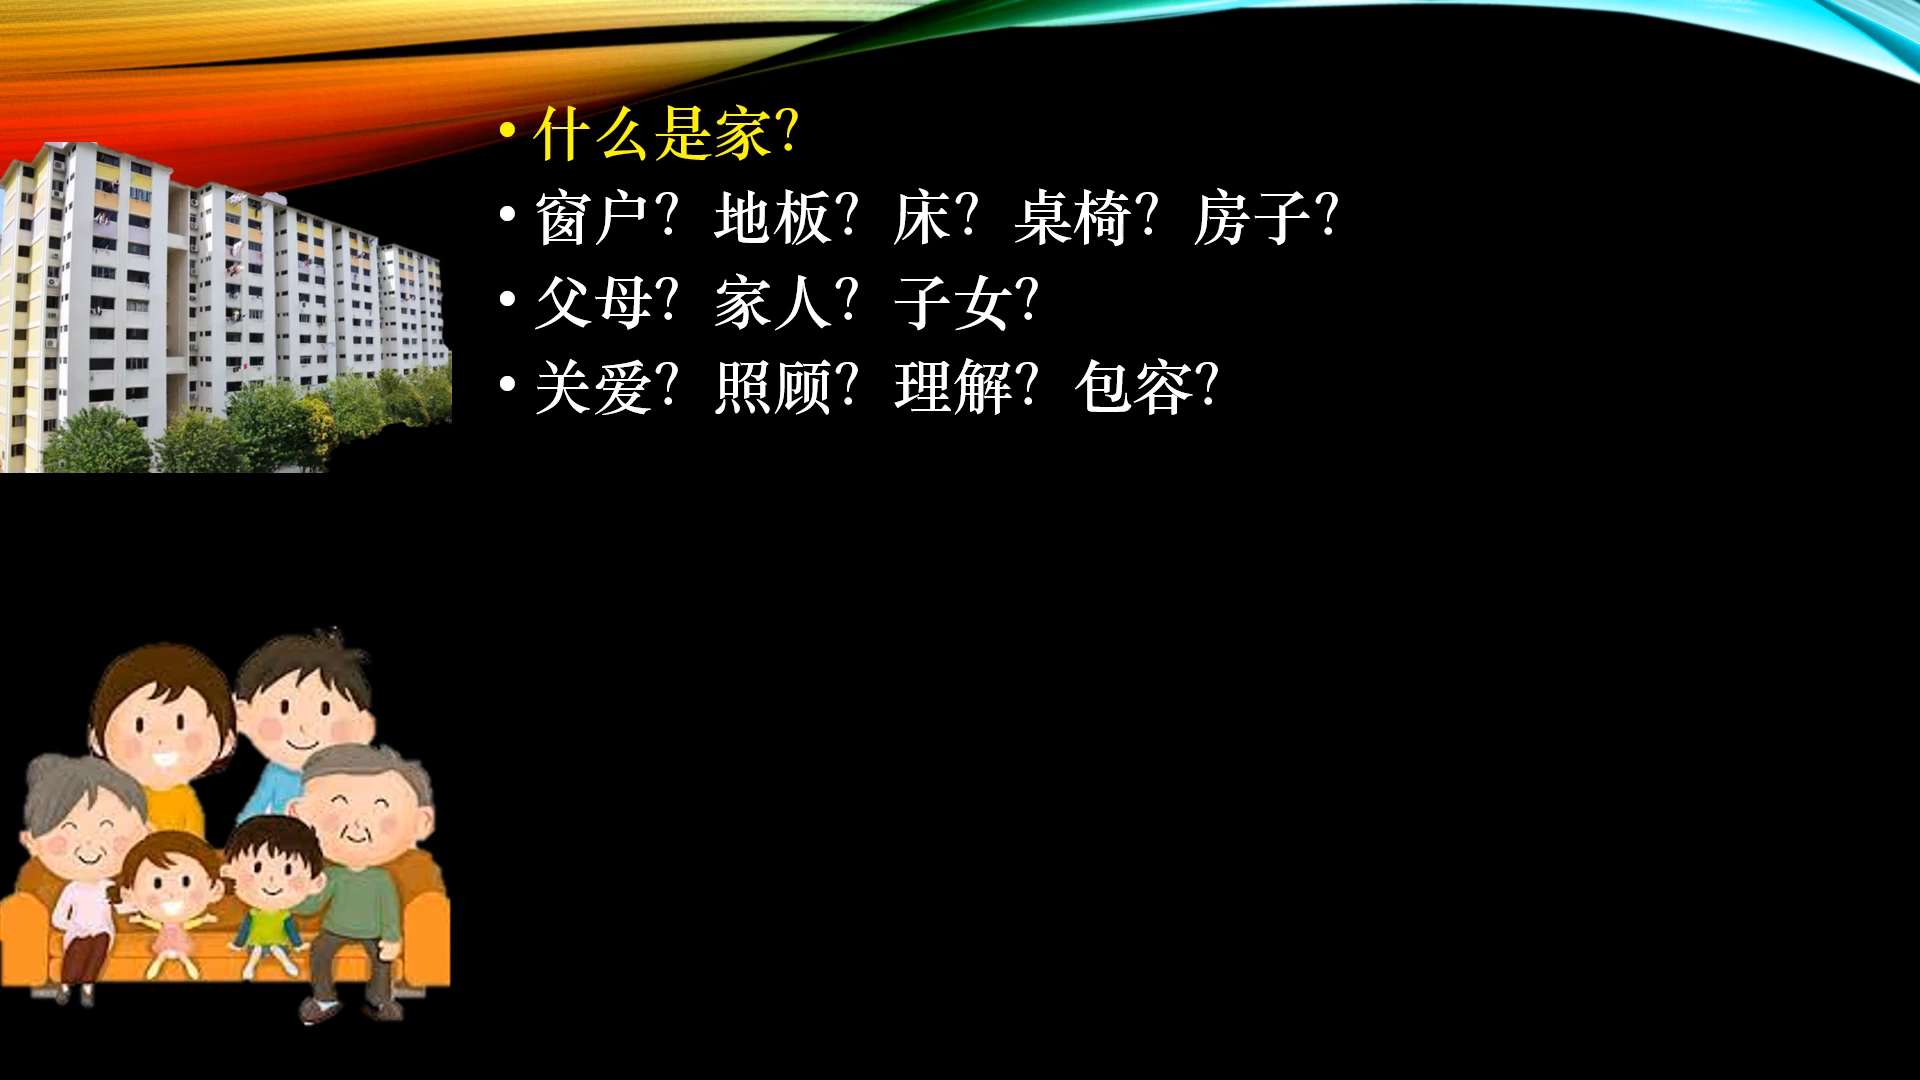 • 什么是家？
• 窗户？地板？床？桌椅？房子？
• 父母？家人？子女？
• 关爱？照顾？理解？包容？